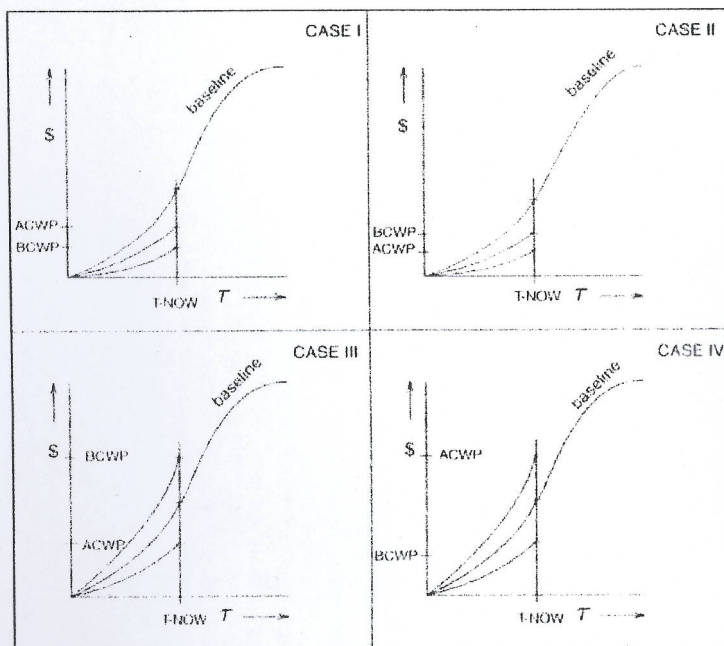 CASE I
baseline
$
ACWP
BCWP
T-NOW T
CASE II
baseline
$
BCWP
ACWP
T-NOW T
CASE III
baseline
$ BCWP
ACWP
T-NOW T
CASE IV
baseline
$ ACWP
BCWP
T-NOW T